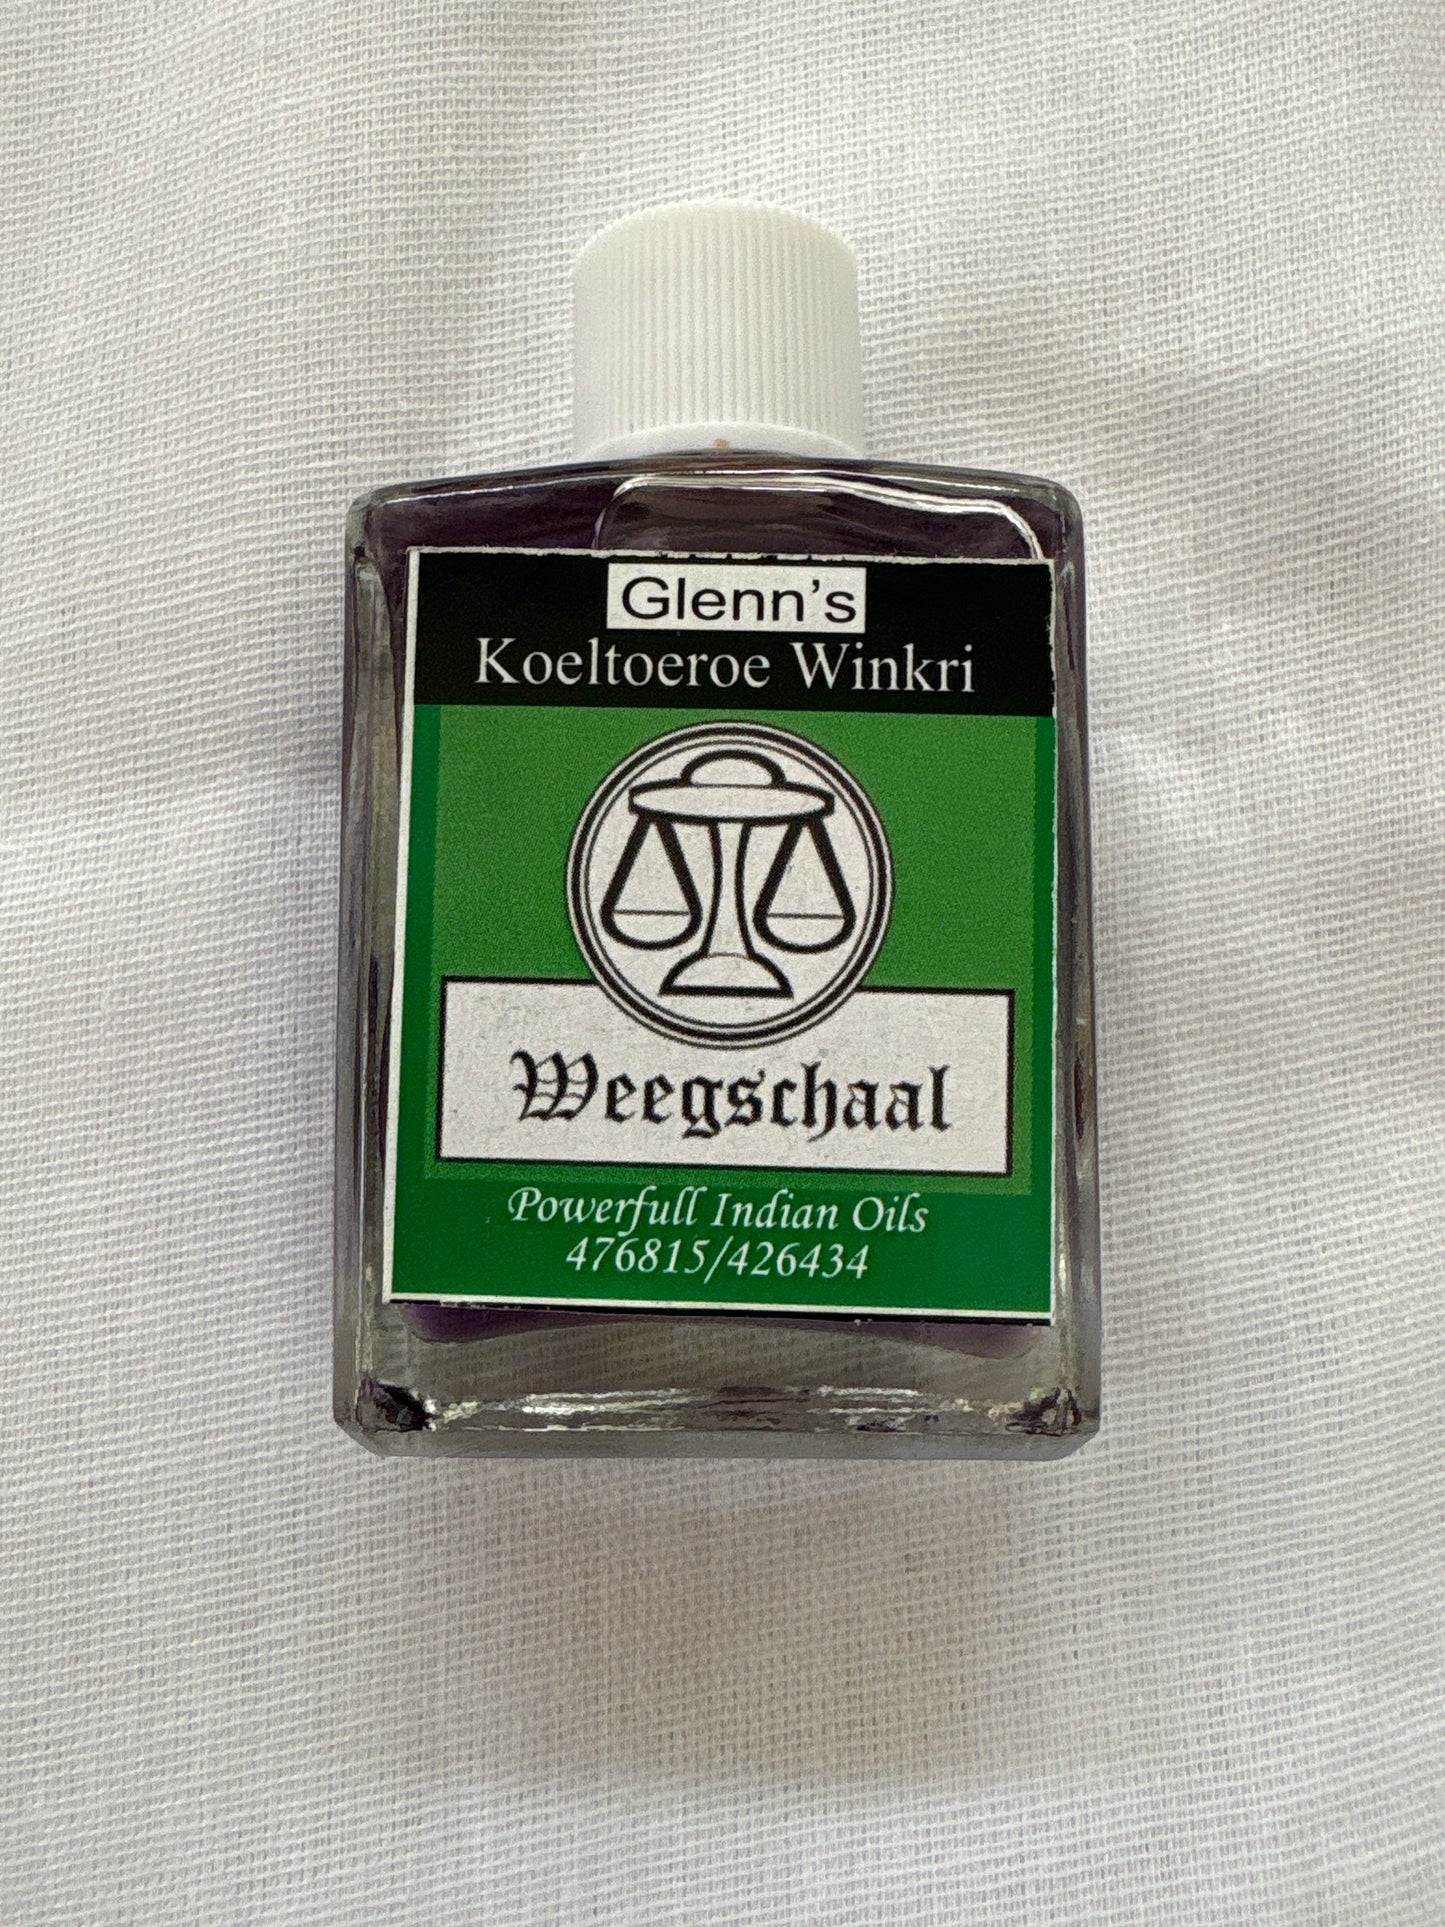 Glenn's
Koeltoeroe Winkri
Weegschaal
Powerfull Indian Oils
476815/426434